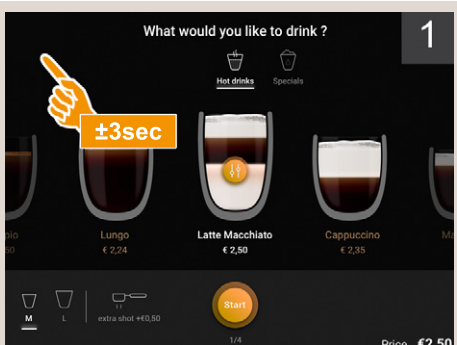 What would you like to drink ?
1
Hot drinks
Specials
±3sec
Lungo
Latte Macchiato
Cappuccino
€ 2,24
€ 2,50
€ 2,35
M
L
extra shot +€0,50
Start
1/4
Price €2,50